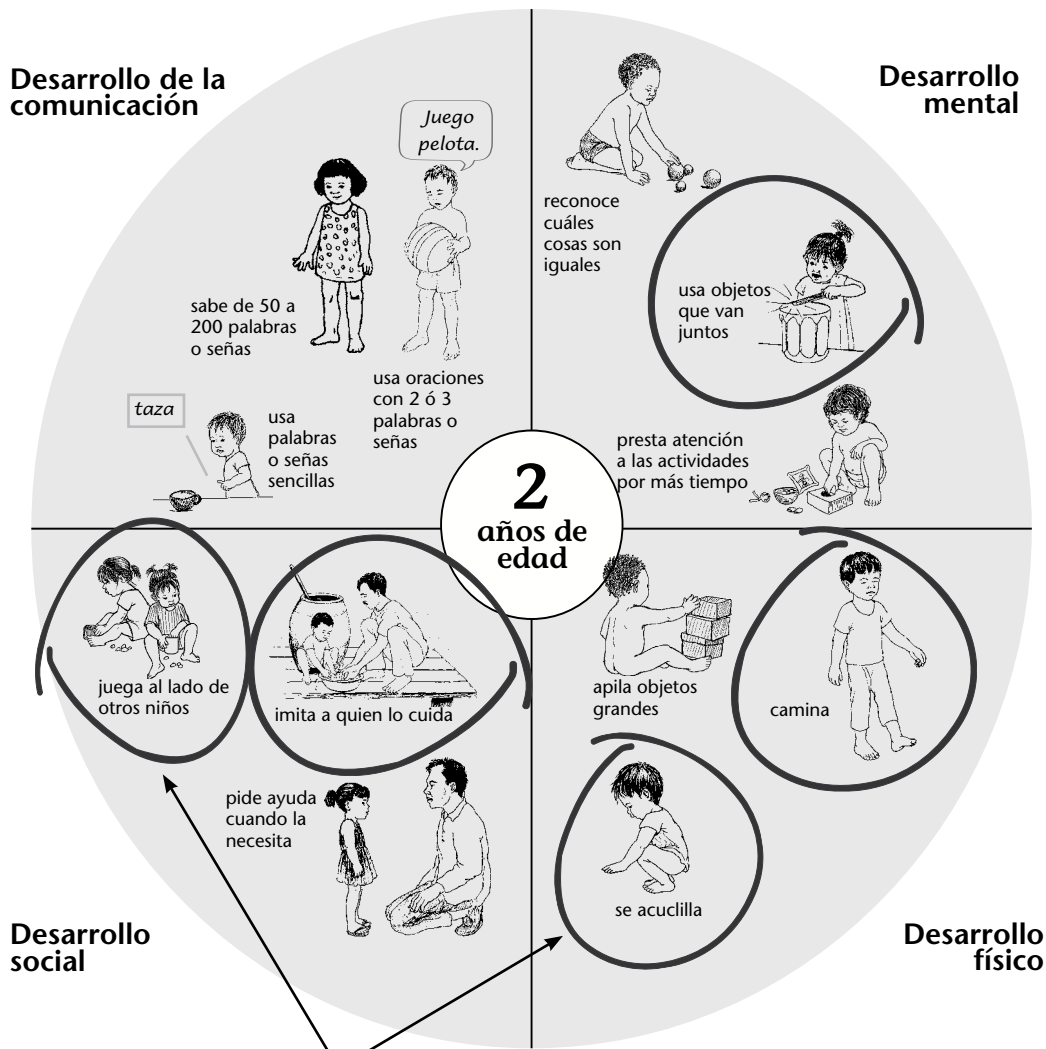 Desarrollo de la
comunicación
Juego
pelota.
sabe de 50 a
200 palabras
o señas
usa oraciones
con 2 ó 3
palabras o
señas
taza
usa
palabras
o señas
sencillas
Desarrollo
mental
reconoce
cuáles
cosas son
iguales
usa objetos
que van
juntos
presta atención
a las actividades
por más tiempo
2
años de
edad
juega al lado de
otros niños
imita a quien lo cuida
pide ayuda
cuando la
necesita
Desarrollo
social
apila objetos
grandes
camina
se acuclilla
Desarrollo
físico